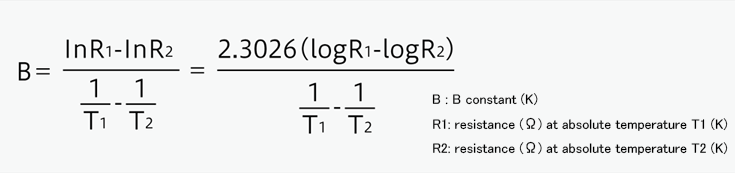 B = (lnR1-lnR2) / (1/T1 - 1/T2) = 2.3026(logR1-logR2) / (1/T1 - 1/T2)
B : B constant (K)
R1: resistance (Ω) at absolute temperature T1 (K)
R2: resistance (Ω) at absolute temperature T2 (K)